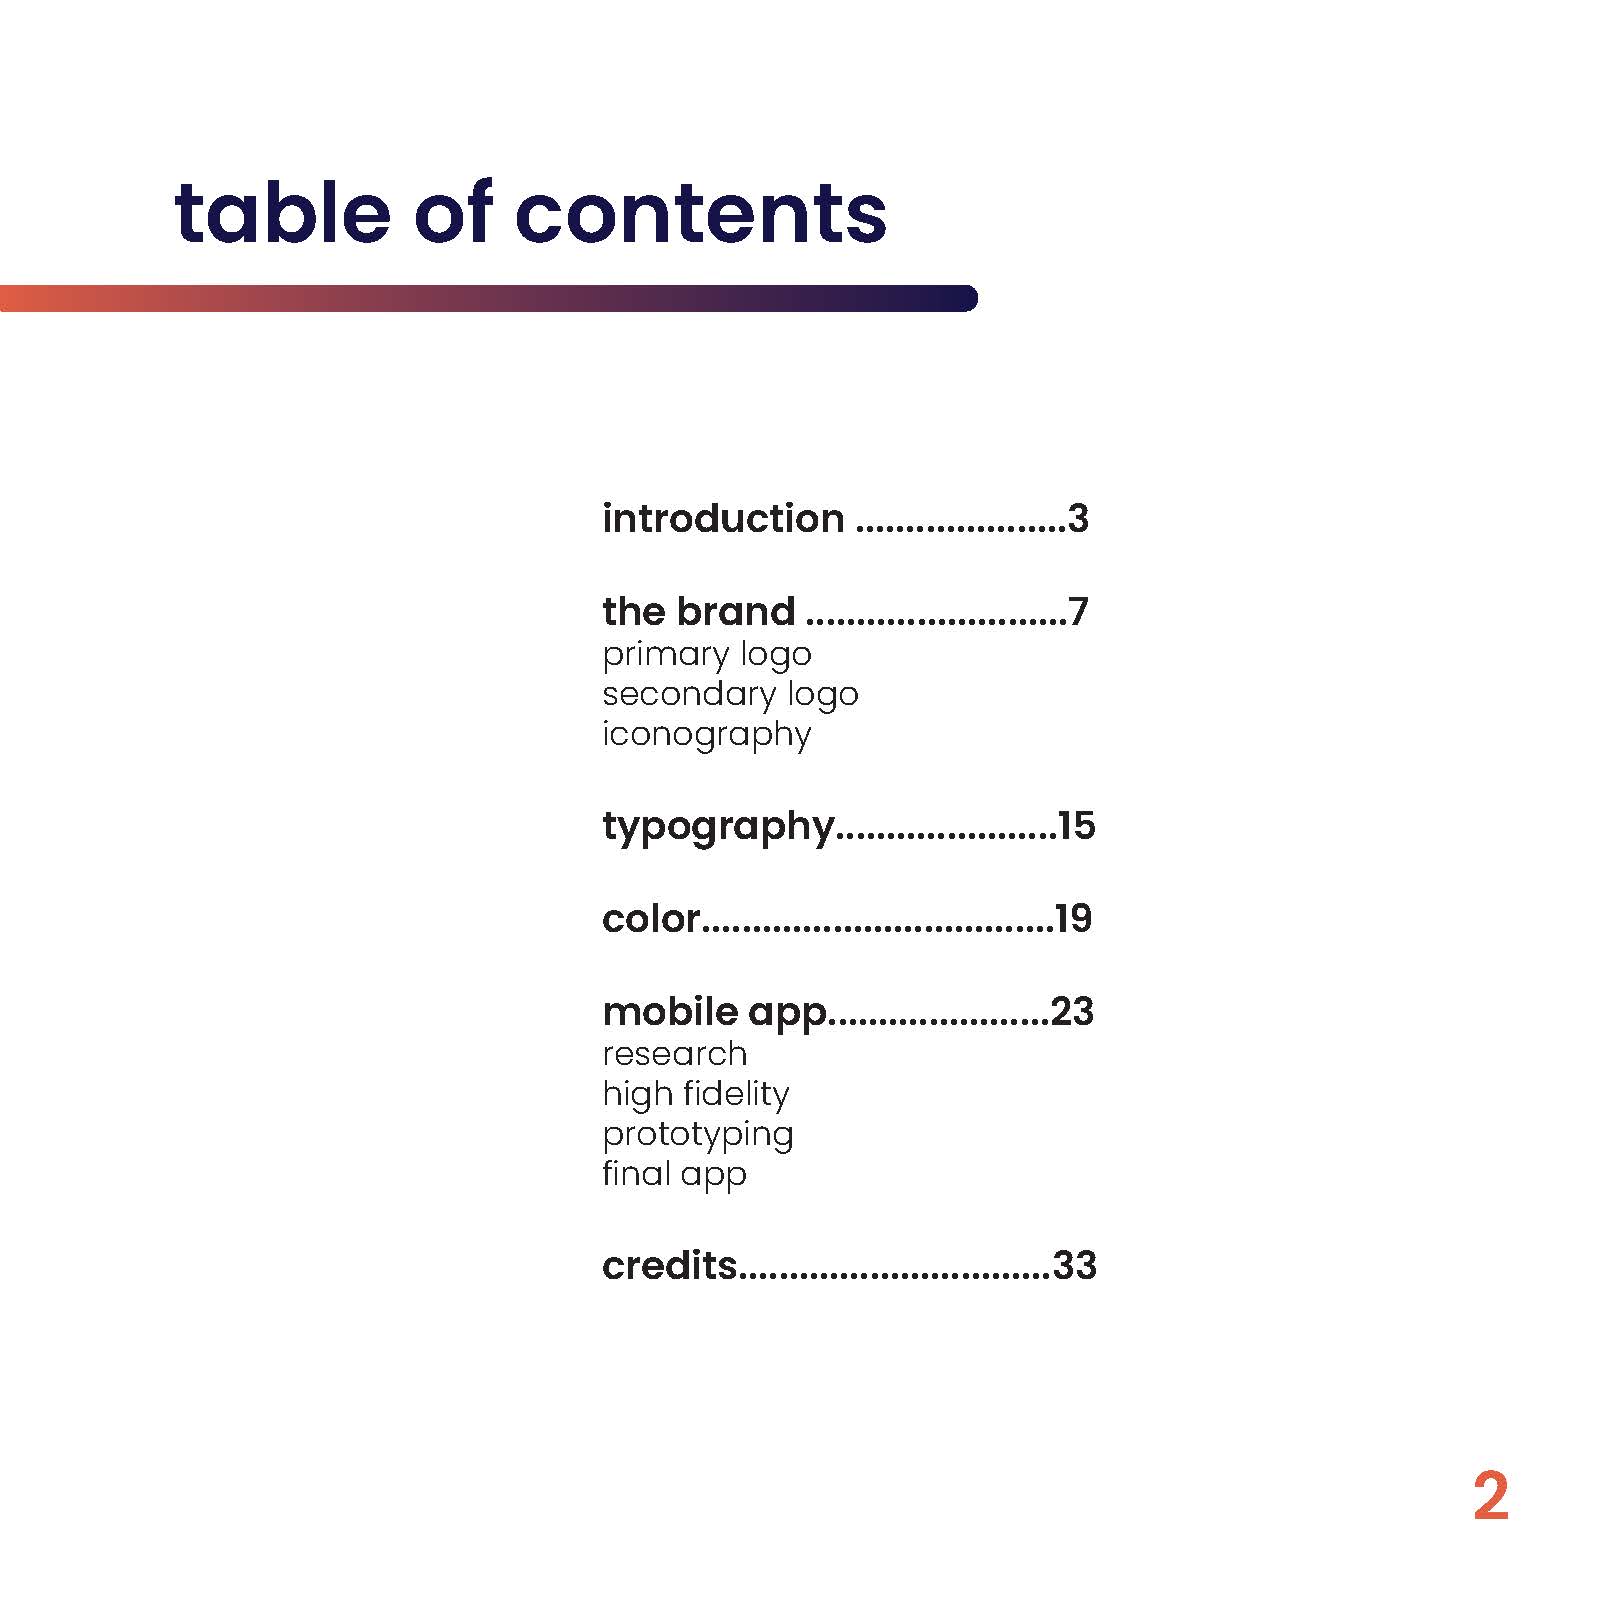 table of contents
introduction .....................3
the brand ..........................7
primary logo
secondary logo
iconography
typography......................15
color...................................19
mobile app......................23
research
high fidelity
prototyping
final app
credits...............................33
2